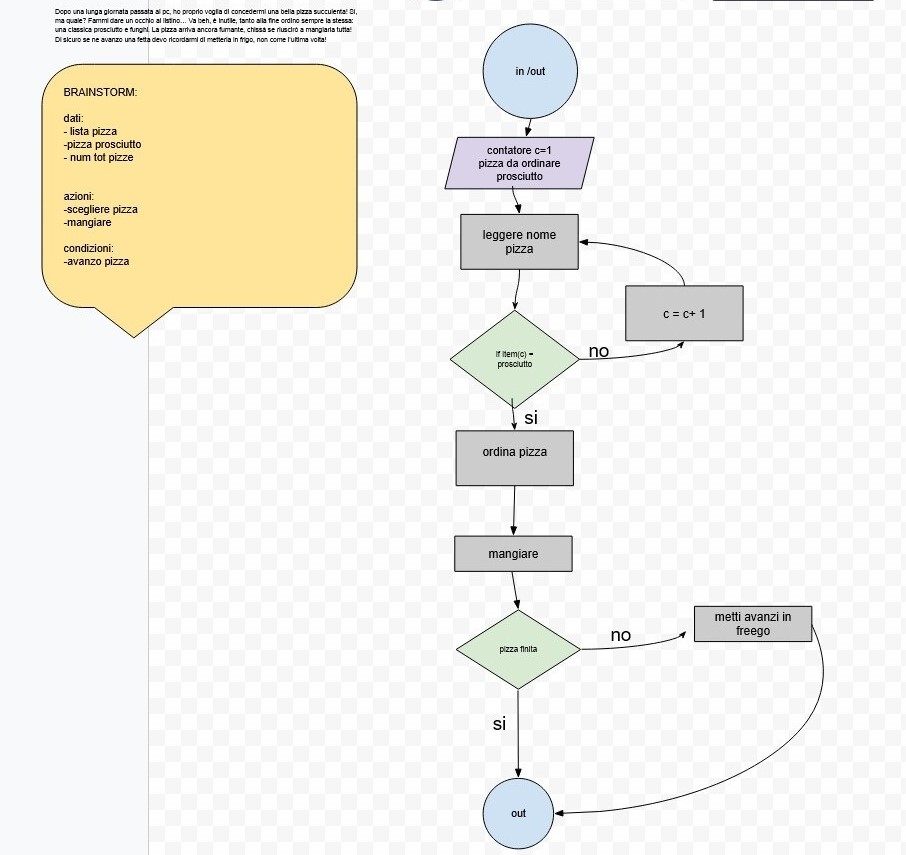 Dopo una lunga giornata passata al pc, ho proprio voglia di concedermi una bella pizza succulenta! Sì,
ma quale? Fammi dare un occhio al listino... Va beh, è inutile, tanto alla fine ordino sempre la stessa:
una classica prosciutto e funghi. La pizza arriva ancora fumante, chissà se riuscirò a mangiarla tutta!
Di sicuro se ne avanzo una fetta devo ricordarmi di metterla in frigo, non come l'ultima volta!
BRAINSTORM:
dati:
- lista pizza
-pizza prosciutto
- num tot pizze
azioni:
-scegliere pizza
-mangiare
condizioni:
-avanzo pizza
in /out
contatore c=1
pizza da ordinare
prosciutto
leggere nome
pizza
c = c+ 1
if item(c) =
prosciutto
no
si
ordina pizza
mangiare
pizza finita
no
metti avanzi in
freego
si
out